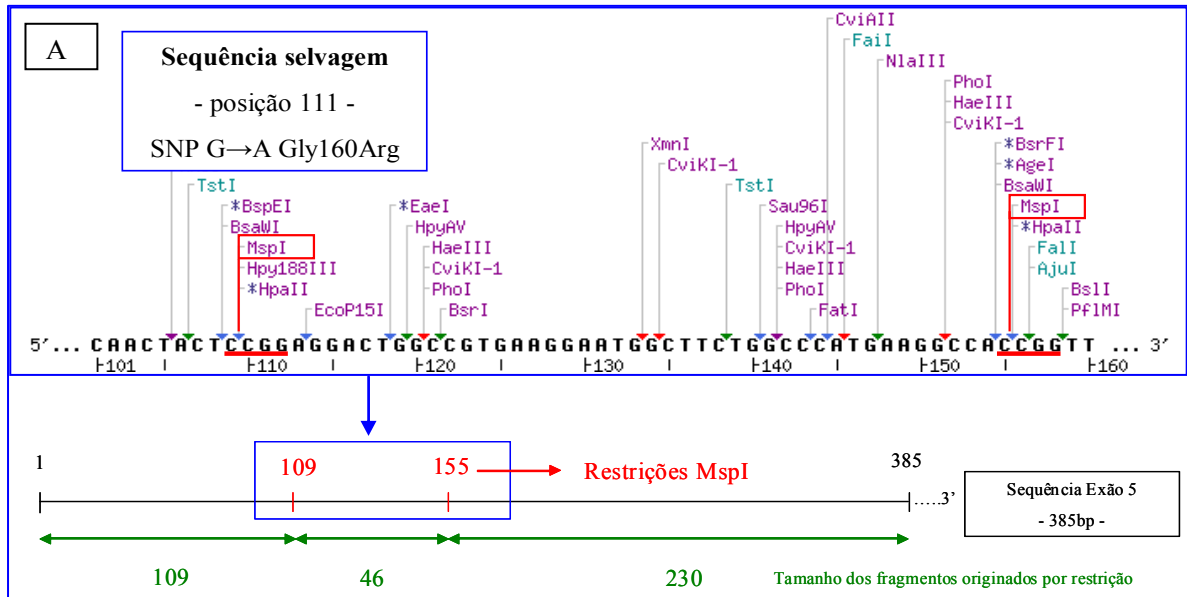 A
Sequência selvagem
- posição 111 -
SNP G→A Gly160Arg
CviAII
FaiI
NlaIII
PhoI
HaeIII
CviKI-1
XmnI
*BsrFI
CviKI-1
*AgeI
TstI
TstI
BsaWI
*BspEI
*EaeI
Sau96I
MspI
BsaWI
HpyAV
HpyAV
*HpaII
MspI
HaeIII
CviKI-1
FalI
Hpy188III
CviKI-1
HaeIII
AjuI
*HpaII
PhoI
PhoI
BslI
EcoP15I
BsrI
FatI
PflMI
5′... CAACTACTCCGGAGGACTGGCCGTGAAGGAATGGCTTCTGGCCCATGAAGGCCACCGGTT ... 3′
101 110 120 130 140 150 160
1 109 155 Restrições MspI 385
.....3’
Sequência Exão 5
- 385bp -
109 46 230 Tamanho dos fragmentos originados por restrição